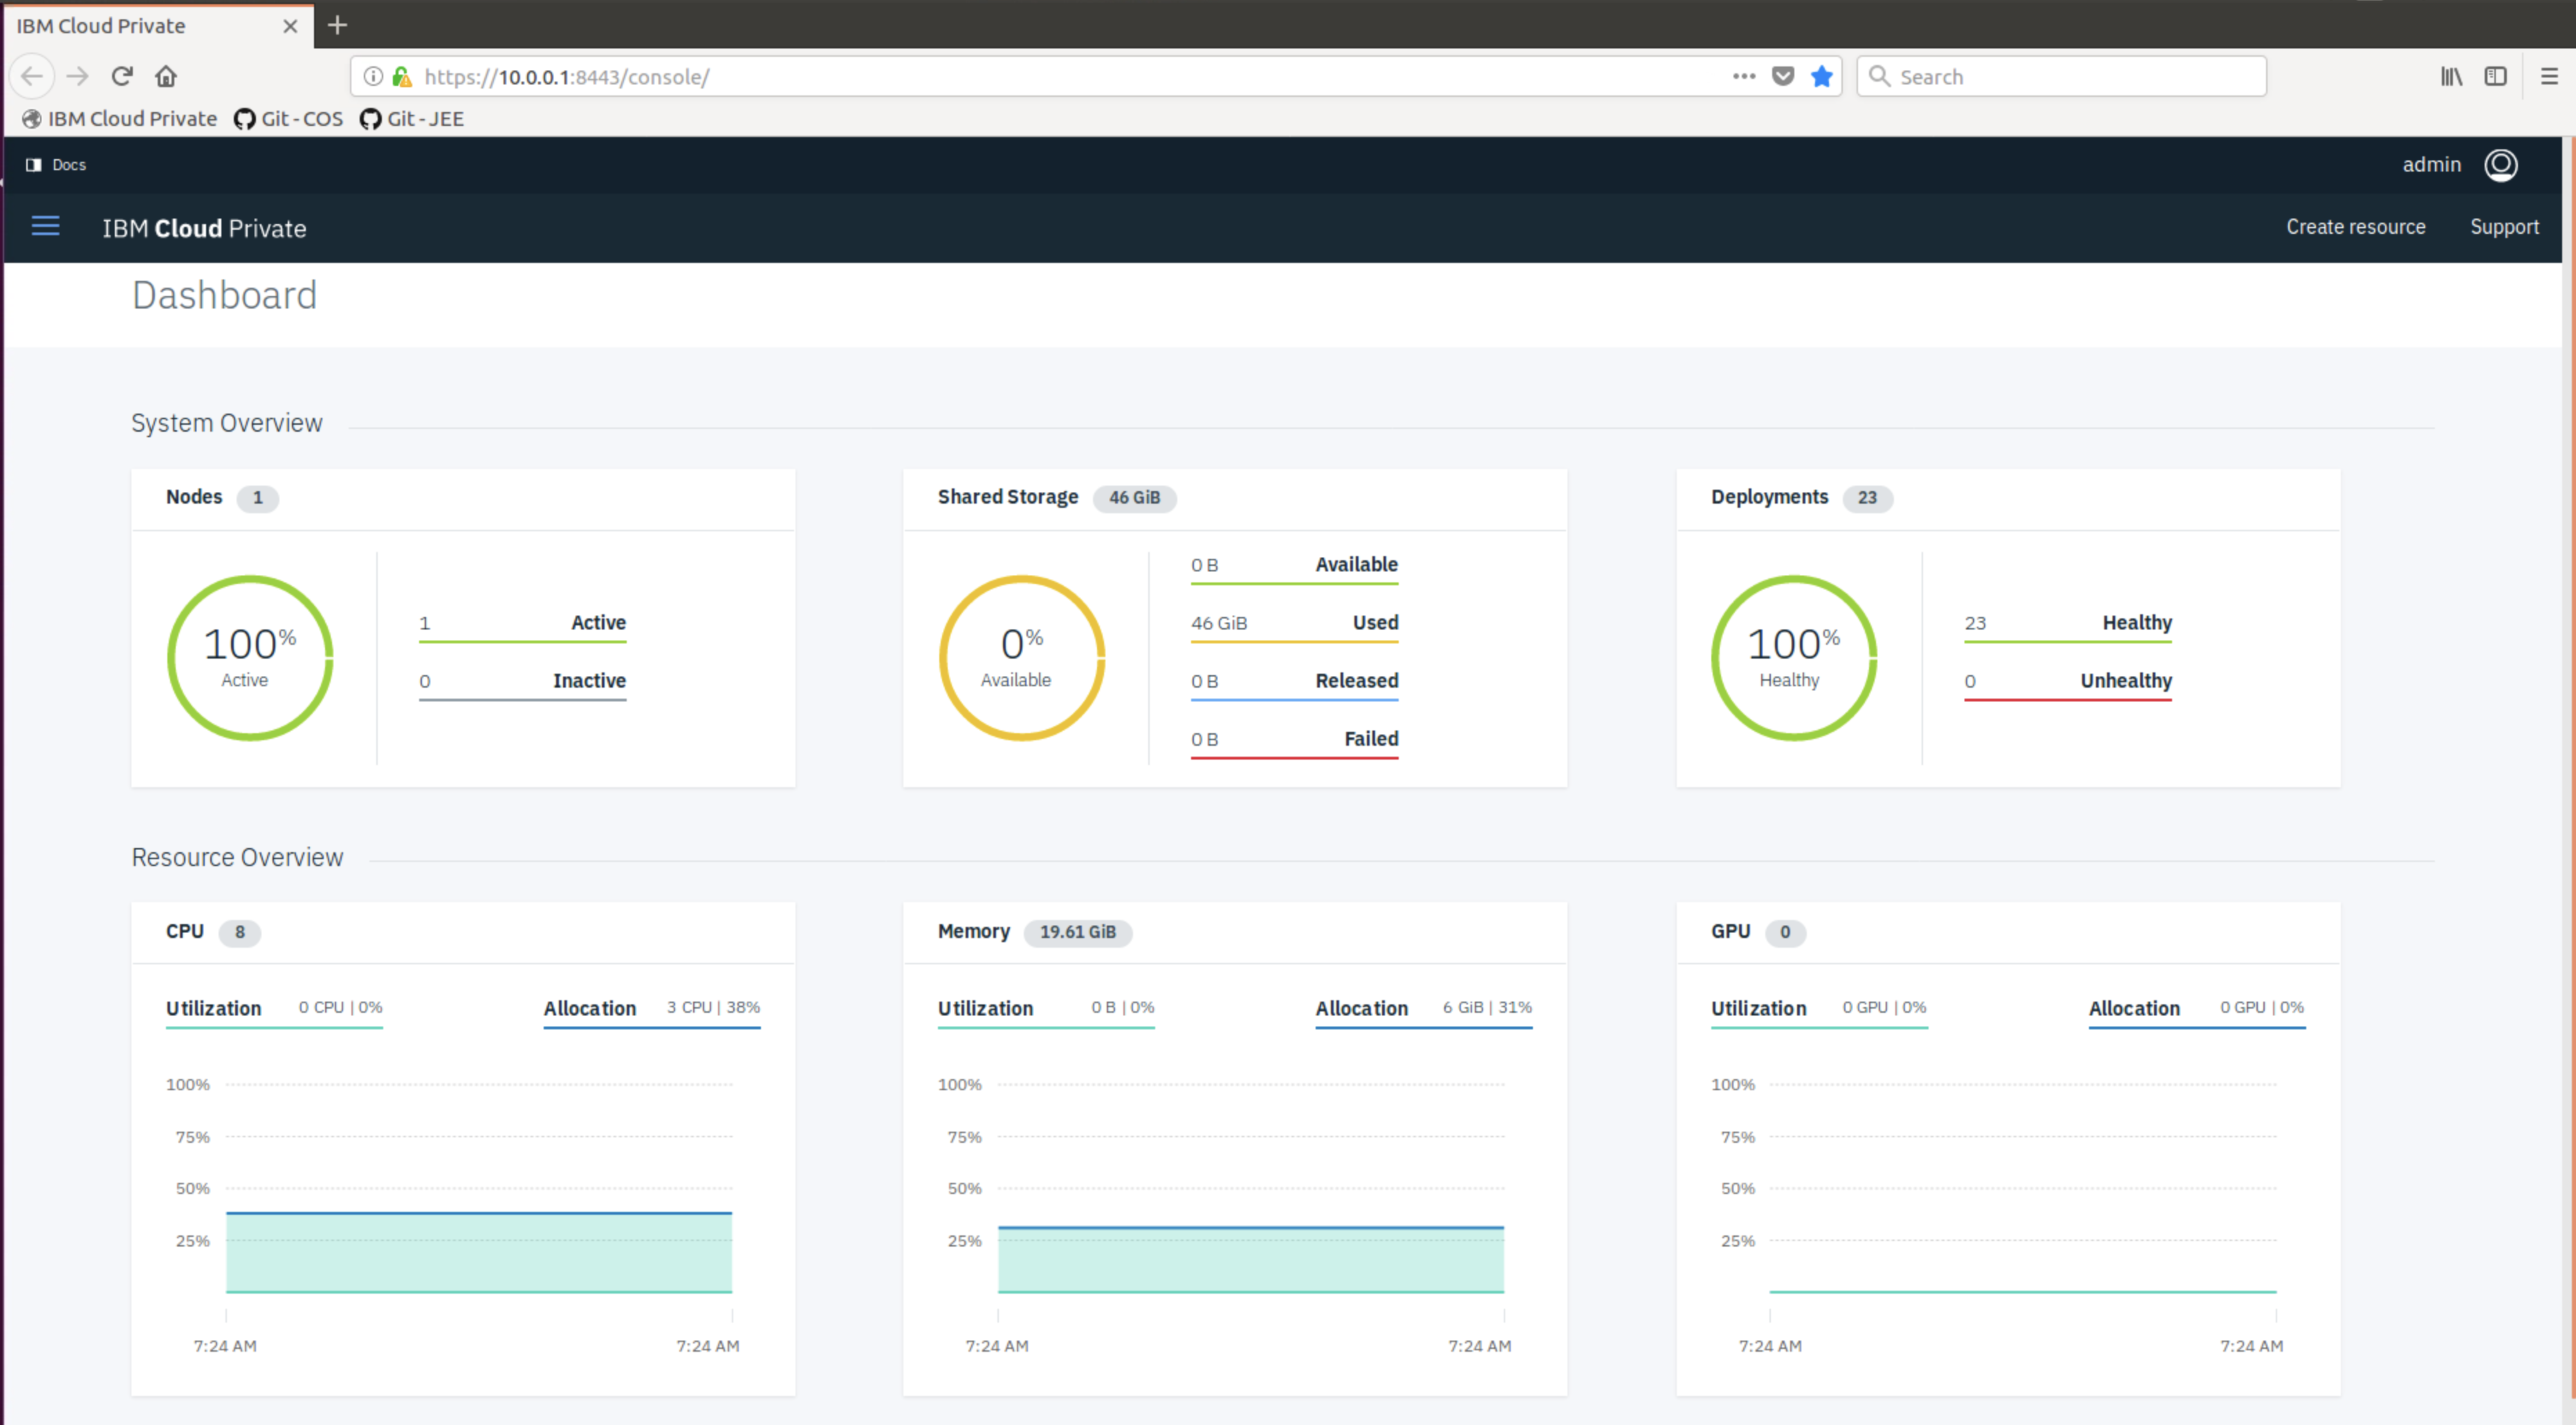 IBM Cloud Private
https://10.0.0.1:8443/console/
Search
IBM Cloud Private Git - COS Git - JEE
Docs
admin
IBM Cloud Private
Create resource Support
Dashboard
System Overview
Nodes 1
100%
Active
1 Active
0 Inactive
Shared Storage 46 GiB
0%
Available
0 B Available
46 GiB Used
0 B Released
0 B Failed
Deployments 23
100%
Healthy
23 Healthy
0 Unhealthy
Resource Overview
CPU 8
Utilization 0 CPU | 0% Allocation 3 CPU | 38%
100%
75%
50%
25%
7:24 AM 7:24 AM
Memory 19.61 GiB
Utilization 0 B | 0% Allocation 6 GiB | 31%
100%
75%
50%
25%
7:24 AM 7:24 AM
GPU 0
Utilization 0 GPU | 0% Allocation 0 GPU | 0%
100%
75%
50%
25%
7:24 AM 7:24 AM